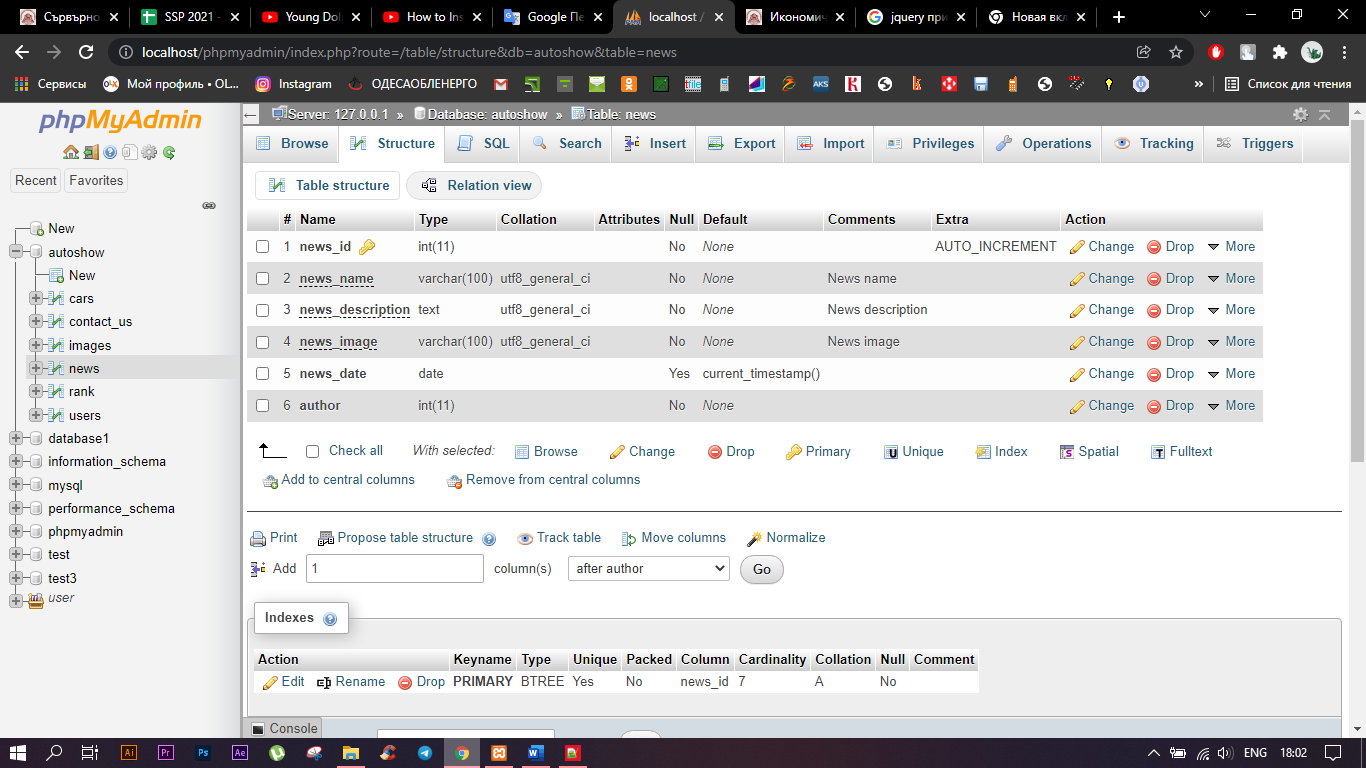 Сървърно SSP 2021 - Young Dol How to Ins Google Пе localhost / Икономич jquery при Новая вкл
localhost/phpmyadmin/index.php?route=/table/structure&db=autoshow&table=news
Сервисы Мой профиль • OL... Instagram ОДЕСАОБЛЕНЕРГО AKS » Список для чтения
phpMyAdmin
Recent Favorites
New
autoshow
New
cars
contact_us
images
news
rank
users
database1
information_schema
mysql
performance_schema
phpmyadmin
test
test3
user
Server: 127.0.0.1 » Database: autoshow » Table: news
Browse Structure SQL Search Insert Export Import Privileges Operations Tracking Triggers
Table structure Relation view
# Name Type Collation Attributes Null Default Comments Extra Action
1 news_id int(11) No None AUTO_INCREMENT Change Drop More
2 news_name varchar(100) utf8_general_ci No None News name Change Drop More
3 news_description text utf8_general_ci No None News description Change Drop More
4 news_image varchar(100) utf8_general_ci No None News image Change Drop More
5 news_date date Yes current_timestamp() Change Drop More
6 author int(11) No None Change Drop More
Check all With selected: Browse Change Drop Primary Unique Index Spatial Fulltext
Add to central columns Remove from central columns
Print Propose table structure Track table Move columns Normalize
Add 1 column(s) after author Go
Indexes
Action Keyname Type Unique Packed Column Cardinality Collation Null Comment
Edit Rename Drop PRIMARY BTREE Yes No news_id 7 A No
Console
Ai Pr Ps Ae ENG 18:02